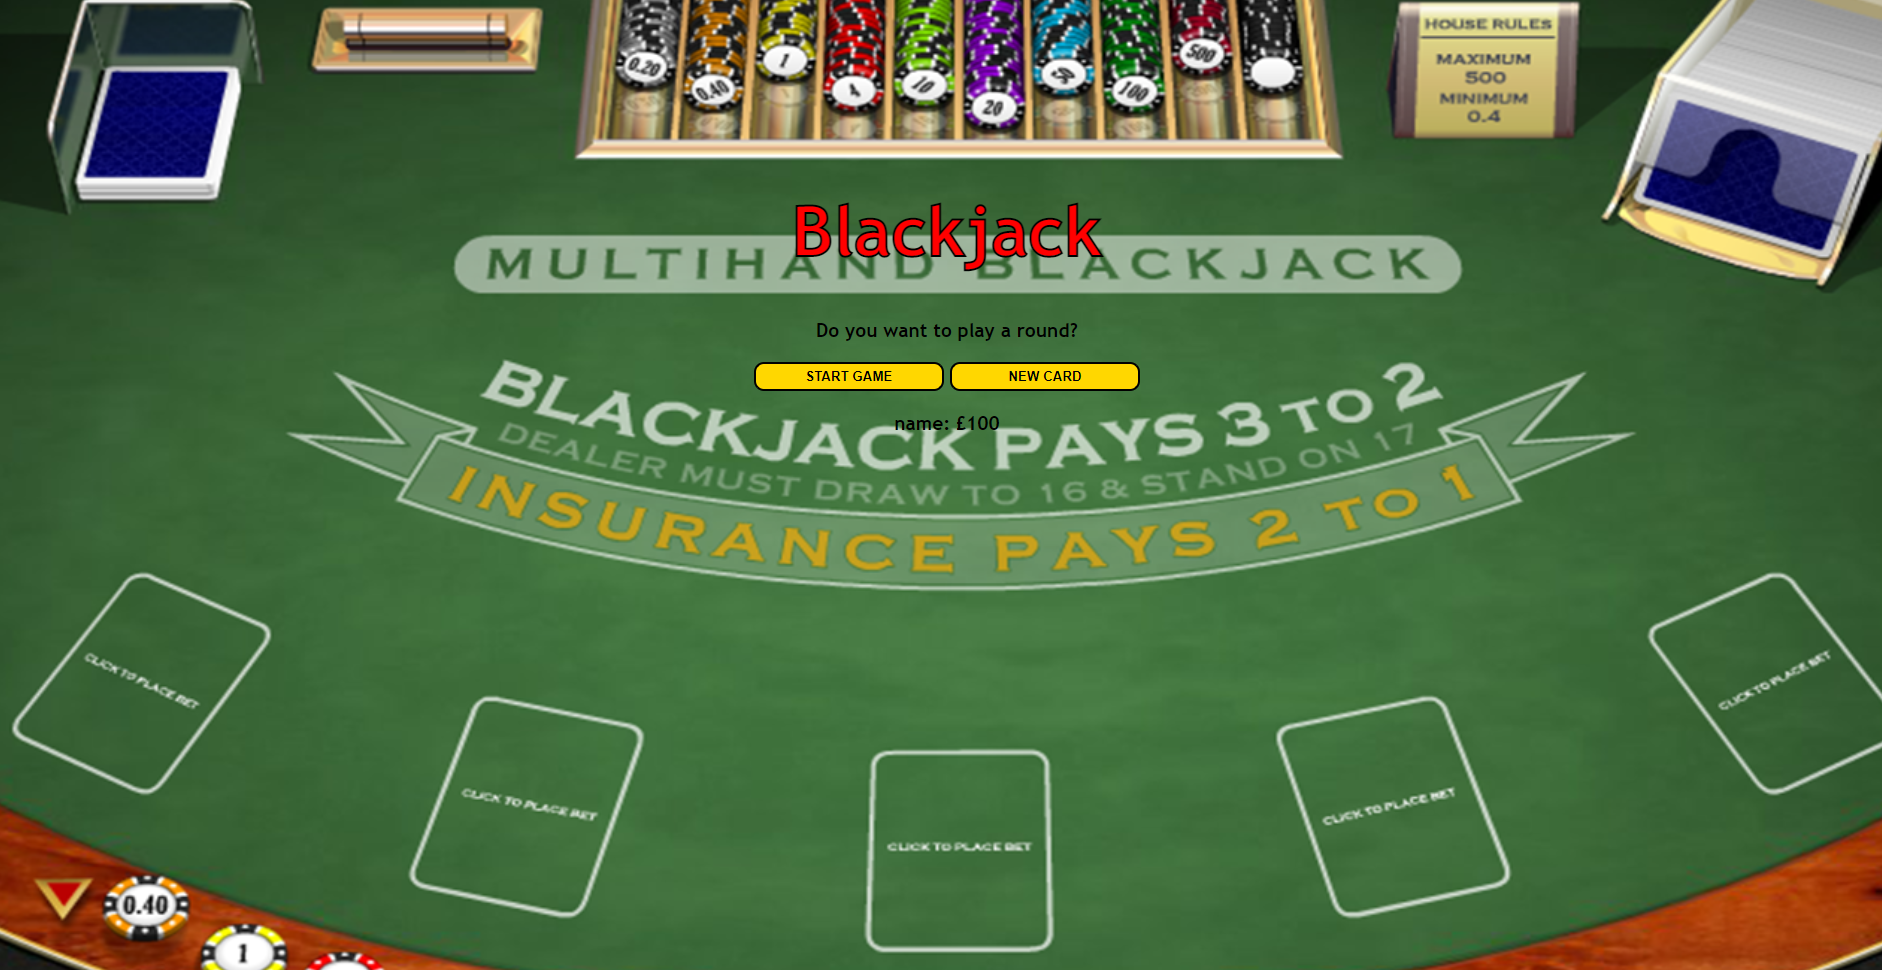 HOUSE RULES
MAXIMUM
500
MINIMUM
0.4
0.20
0.40
1
4
10
20
100
500
Blackjack
MULTIHAND BLACKJACK
Do you want to play a round?
START GAME
NEW CARD
name: £100
BLACKJACK PAYS 3 TO 2
DEALER MUST DRAW TO 16 & STAND ON 17
INSURANCE PAYS 2 TO 1
CLICK TO PLACE BET
CLICK TO PLACE BET
CLICK TO PLACE BET
CLICK TO PLACE BET
CLICK TO PLACE BET
0.40
1